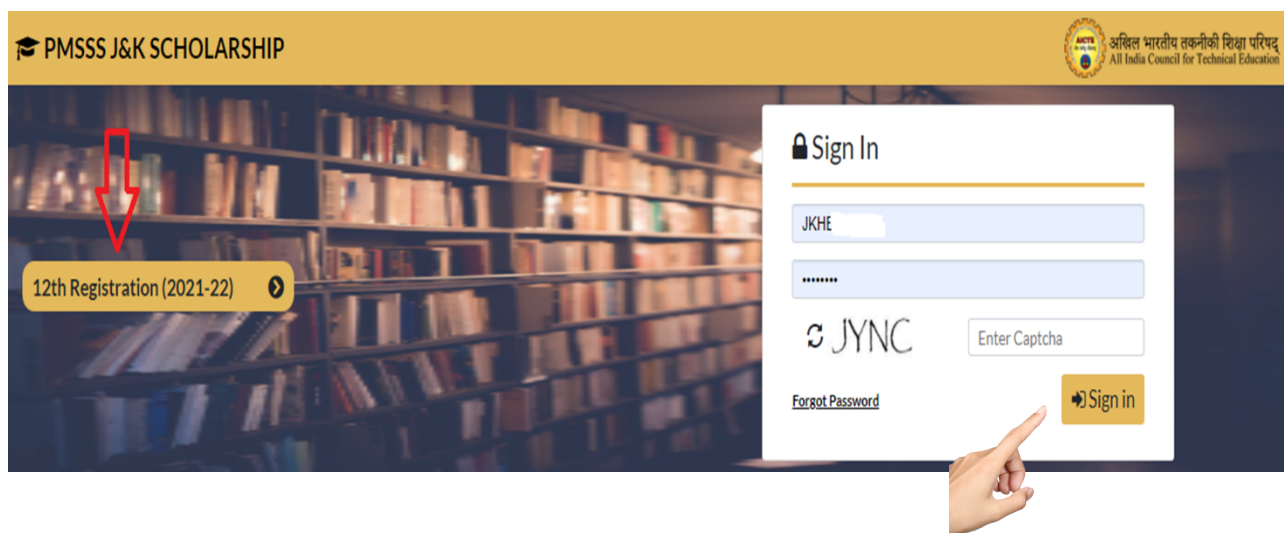 PMSSS J&K SCHOLARSHIP
अखिल भारतीय तकनीकी शिक्षा परिषद्
All India Council for Technical Education
AICTE
12th Registration (2021-22)
Sign In
JKHE
••••••••
JYNC
Enter Captcha
Forgot Password
Sign in